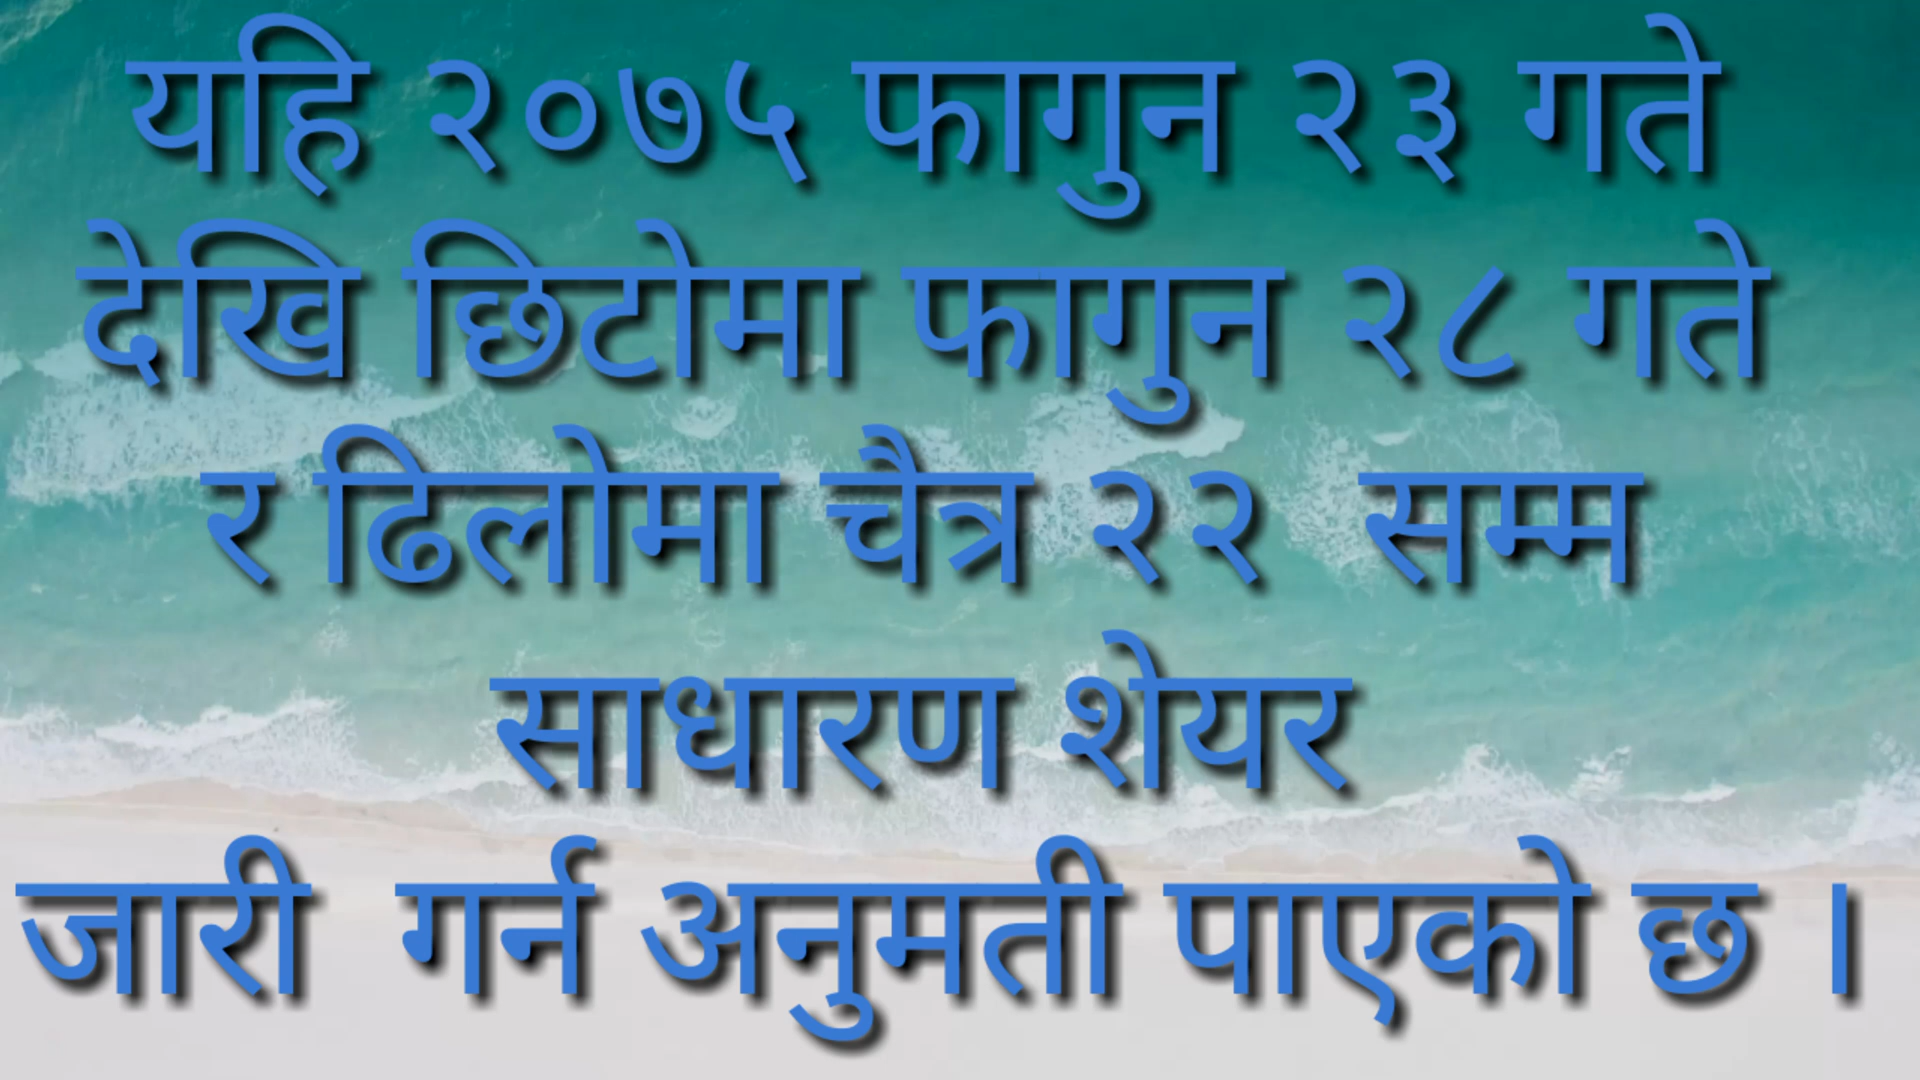 यहि २०७५ फागुन २३ गते
देखि छिटोमा फागुन २८ गते
र ढिलोमा चैत्र २२ सम्म
साधारण शेयर
जारी गर्न अनुमती पाएको छ ।